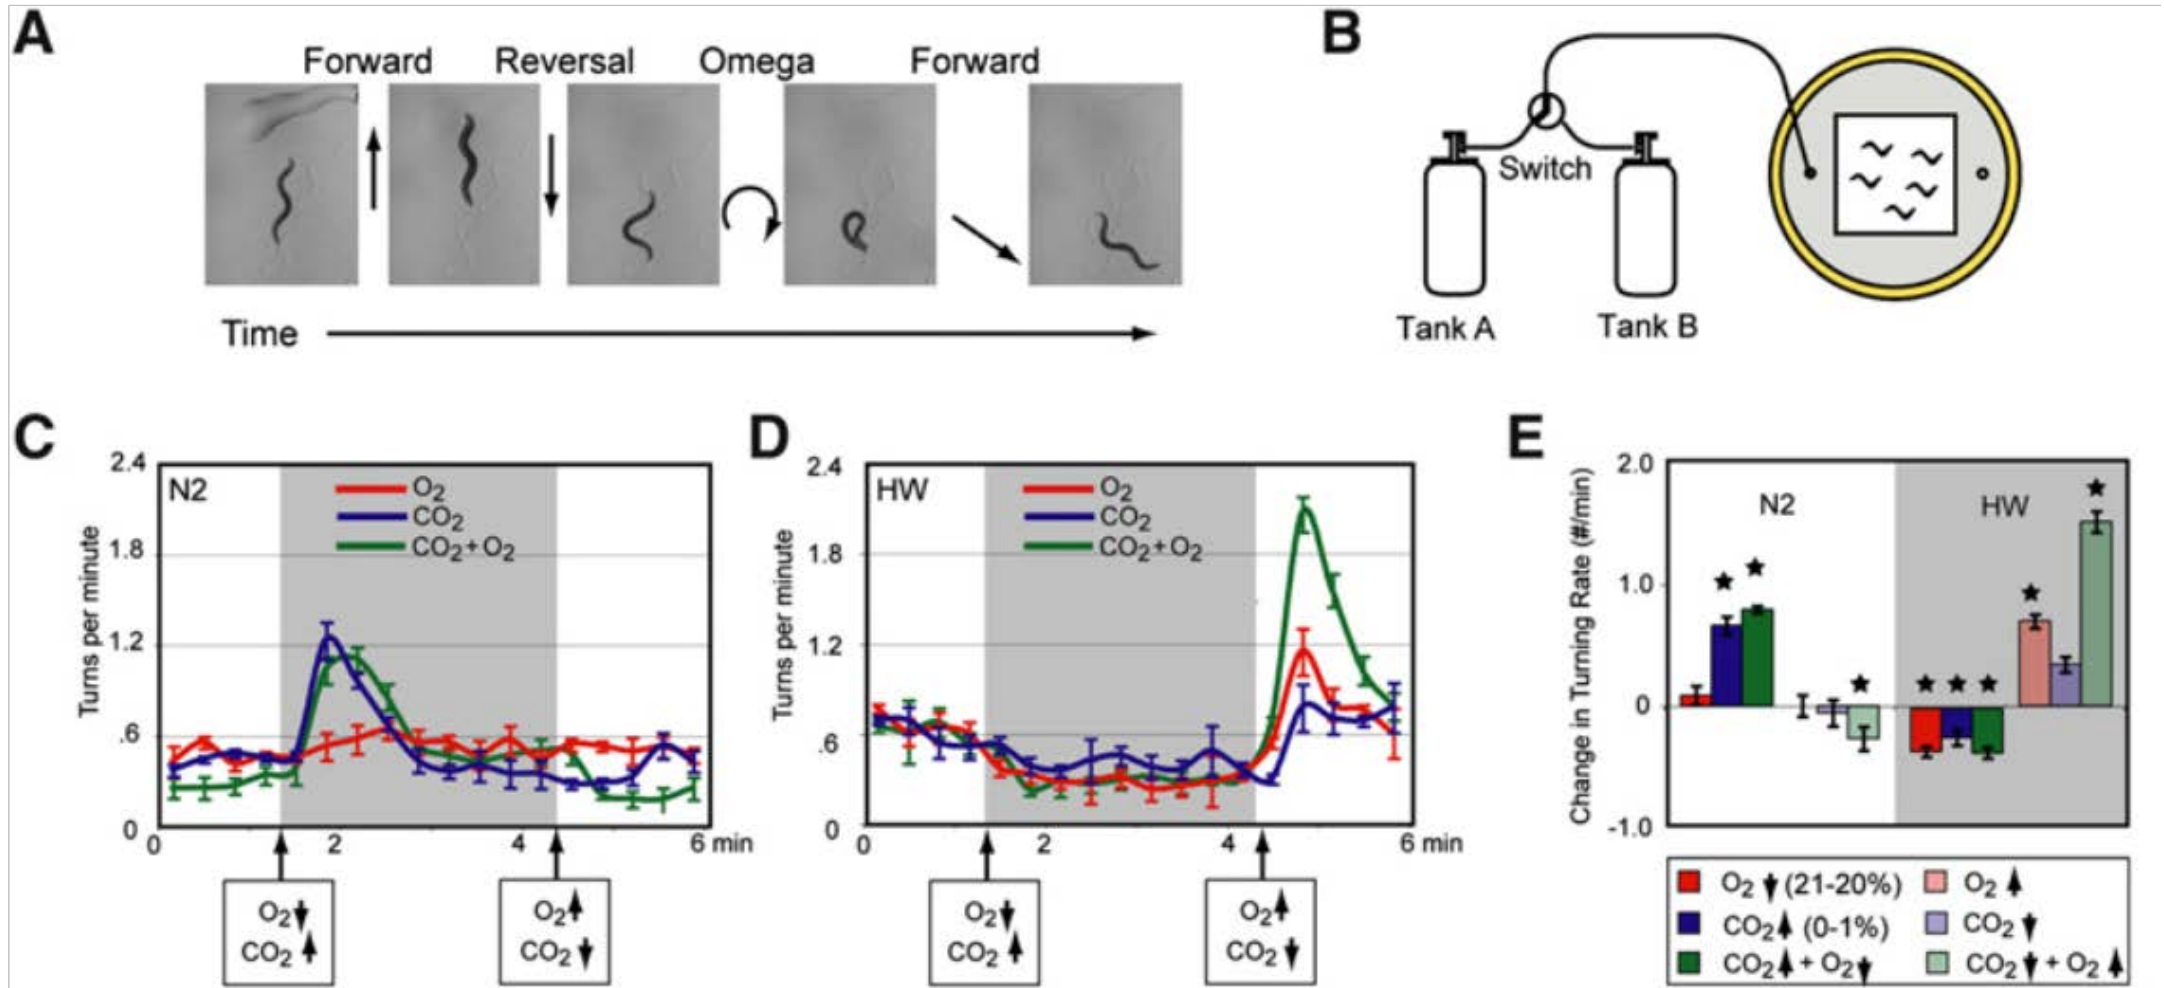 A
Forward Reversal Omega Forward
Time
B
Switch
Tank A Tank B
C
Turns per minute
2.4
1.8
1.2
.6
0
N2
O2
CO2
CO2+O2
0 2 4 6 min
O2
CO2
O2
CO2
D
Turns per minute
2.4
1.8
1.2
.6
0
HW
O2
CO2
CO2+O2
0 2 4 6 min
O2
CO2
O2
CO2
E
Change in Turning Rate (#/min)
2.0
1.0
0
-1.0
N2 HW
O2 (21-20%)
CO2 (0-1%)
CO2 + O2
O2
CO2
CO2 + O2